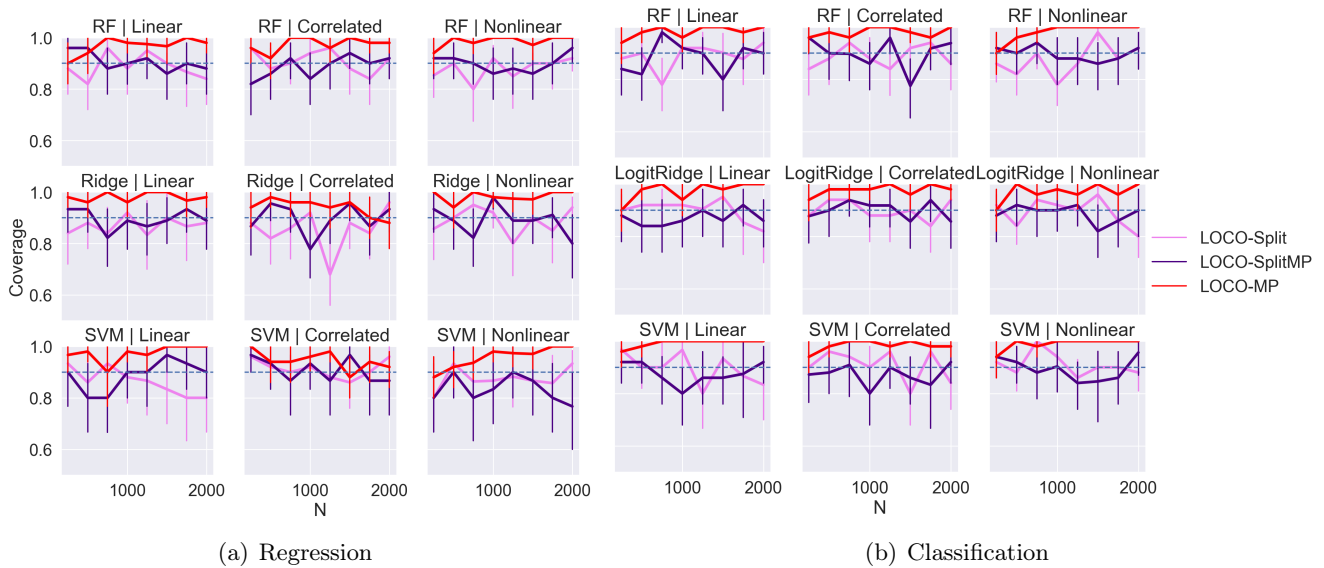 RF | Linear
RF | Correlated
RF | Nonlinear
1.0
0.8
0.6
Ridge | Linear
Ridge | Correlated
Ridge | Nonlinear
1.0
0.8
0.6
Coverage
SVM | Linear
SVM | Correlated
SVM | Nonlinear
1.0
0.8
0.6
1000
2000
1000
2000
1000
2000
N
(a) Regression
RF | Linear
RF | Correlated
RF | Nonlinear
LogitRidge | Linear
LogitRidge | Correlated
LogitRidge | Nonlinear
SVM | Linear
SVM | Correlated
SVM | Nonlinear
1000
2000
1000
2000
1000
2000
N
LOCO-Split
LOCO-SplitMP
LOCO-MP
(b) Classification